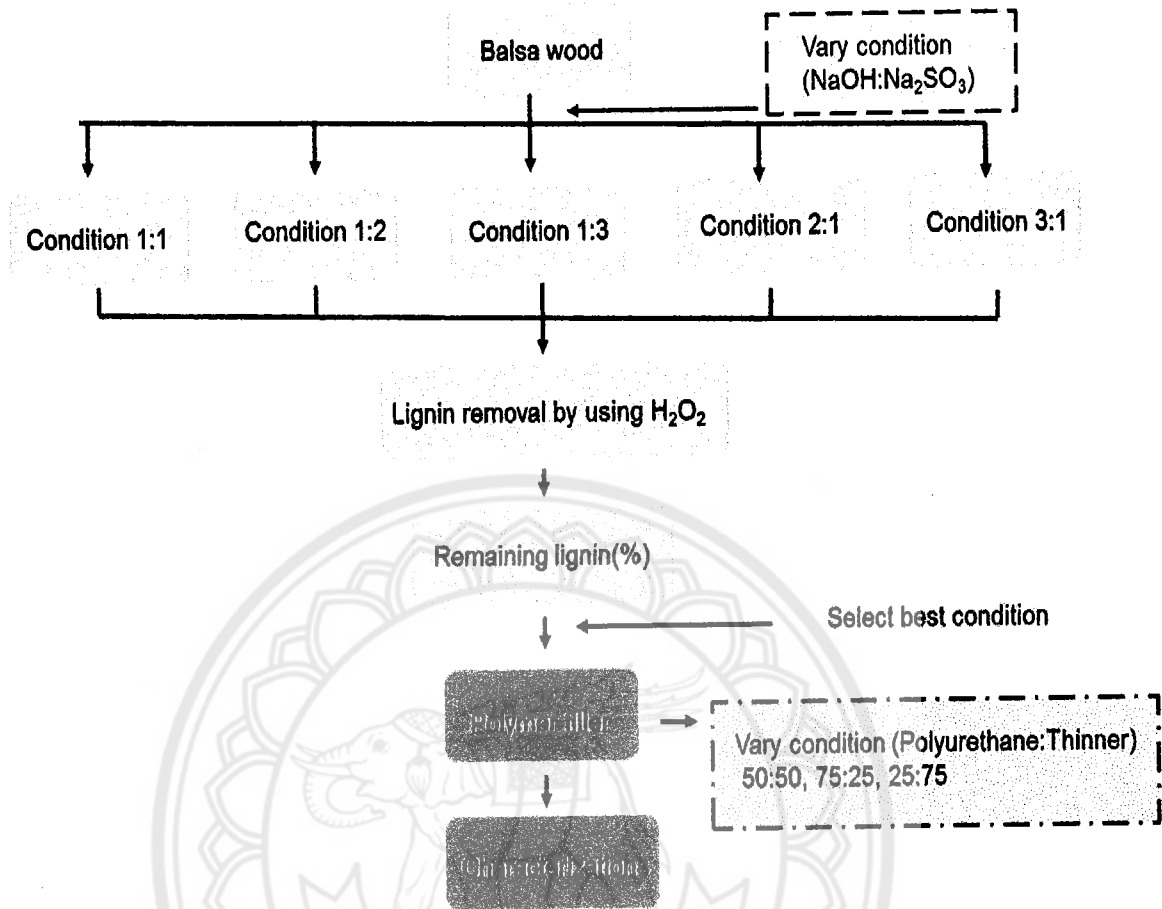 Balsa wood
Vary condition
(NaOH:Na₂SO₃)
Condition 1:1
Condition 1:2
Condition 1:3
Condition 2:1
Condition 3:1
Lignin removal by using H₂O₂
Remaining lignin(%)
Select best condition
Polymer filler
Vary condition (Polyurethane:Thinner)
50:50, 75:25, 25:75
Characterization